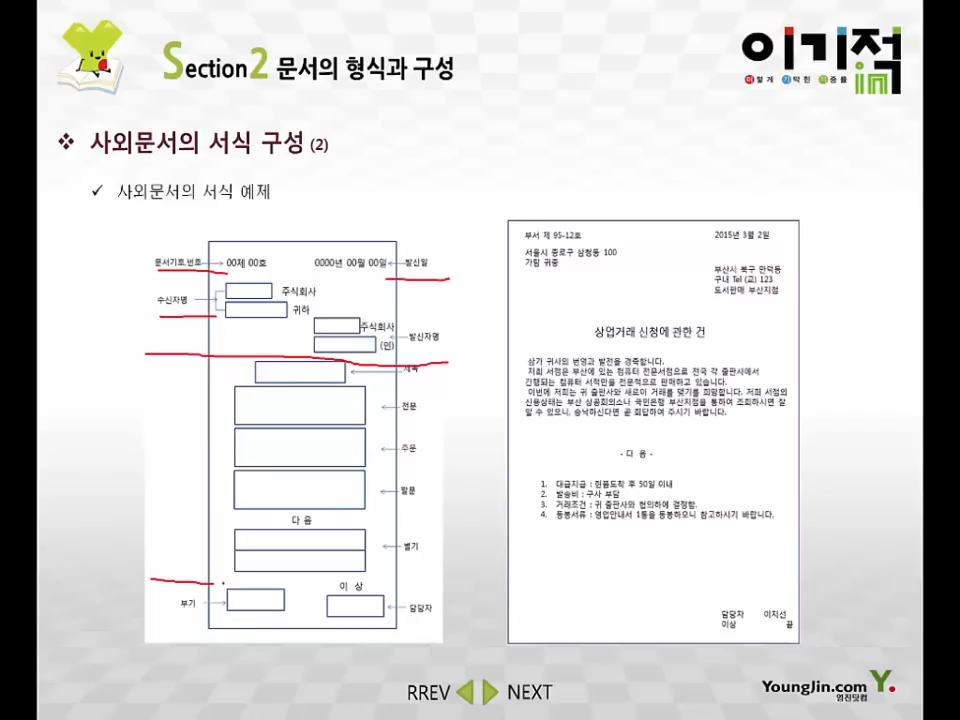 Section2 문서의 형식과 구성
이기적in
이렇게 기막힌 적중률
사외문서의 서식 구성 (2)
사외문서의 서식 예제
문서기호,번호
00제 00호
0000년 00월 00일
발신일
수신자명
주식회사
귀하
주식회사
(인)
발신자명
제목
전문
주문
말문
다 음
별기
이 상
부기
담당자
부서 제 95-12호
2015년 3월 2일
서울시 종로구 삼청동 100
가람 귀중
부산시 북구 만덕동
구내 Tel (교) 123
도서판매 부산지점
상업거래 신청에 관한 건
삼가 귀사의 번영과 발전을 경축합니다.
저희 서점은 부산에 있는 컴퓨터 전문서점으로 전국 각 출판사에서
간행되는 컴퓨터 서적만을 전문적으로 판매하고 있습니다.
이번에 저희는 귀 출판사와 새로이 거래를 맺기를 희망합니다. 저희 서점의
신용상태는 부산 상공회의소나 국민은행 부산지점을 통하여 조회하시면 잘
알 수 있으니, 승낙하신다면 곧 회답하여 주시기 바랍니다.
- 다 음 -
1. 대금지급 : 현품도착 후 50일 이내
2. 발송비 : 구사 부담
3. 거래조건 : 귀 출판사와 협의하에 결정함.
4. 동봉서류 : 영업안내서 1통을 동봉하오니 참고하시기 바랍니다.
담당자 이지선
이상 끝
RREV NEXT
YoungJin.com Y.
영진닷컴